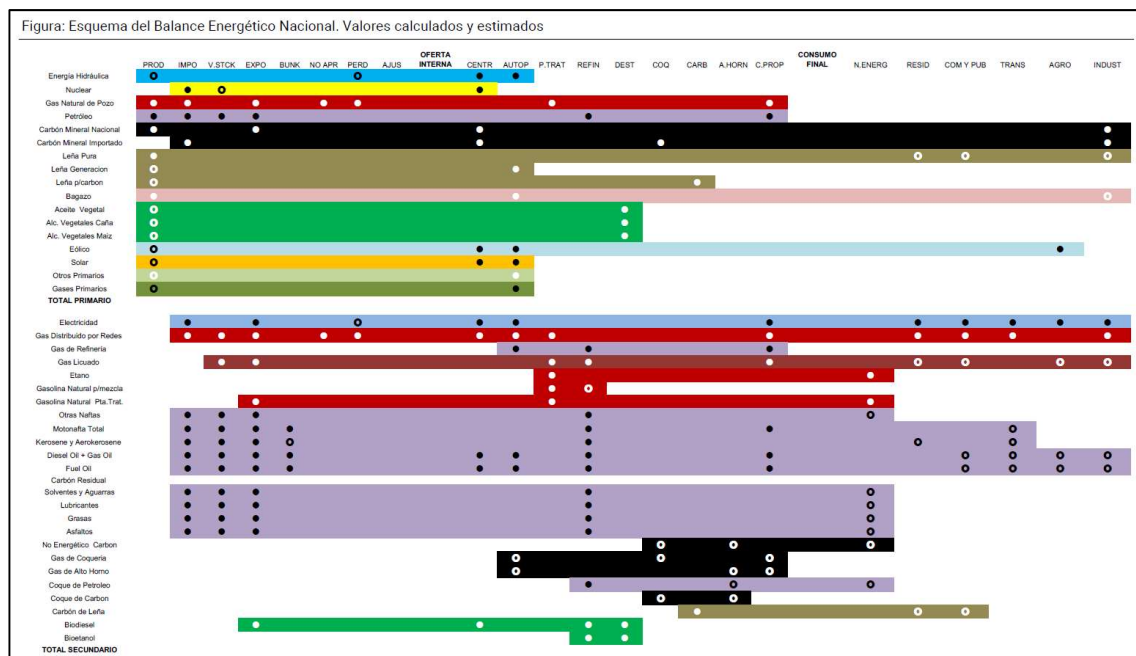 Figura: Esquema del Balance Energético Nacional. Valores calculados y estimados
PROD IMPO V.STCK EXPO BUNK NO APR PERD AJUS OFERTA INTERNA CENTR AUTOP P.TRAT REFIN DEST COQ CARB A.HORN C.PROP CONSUMO FINAL N.ENERG RESID COM Y PUB TRANS AGRO INDUST
Energía Hidráulica
Nuclear
Gas Natural de Pozo
Petróleo
Carbón Mineral Nacional
Carbón Mineral Importado
Leña Pura
Leña Generacion
Leña p/carbon
Bagazo
Aceite Vegetal
Alc. Vegetales Caña
Alc. Vegetales Maiz
Eólico
Solar
Otros Primarios
Gases Primarios
TOTAL PRIMARIO
Electricidad
Gas Distribuido por Redes
Gas de Refinería
Gas Licuado
Etano
Gasolina Natural p/mezcla
Gasolina Natural Pta.Trat.
Otras Naftas
Motonafta Total
Kerosene y Aerokerosene
Diesel Oil + Gas Oil
Fuel Oil
Carbón Residual
Solventes y Aguarras
Lubricantes
Grasas
Asfaltos
No Energético Carbon
Gas de Coqueria
Gas de Alto Horno
Coque de Petroleo
Coque de Carbon
Carbón de Leña
Biodiesel
Bioetanol
TOTAL SECUNDARIO